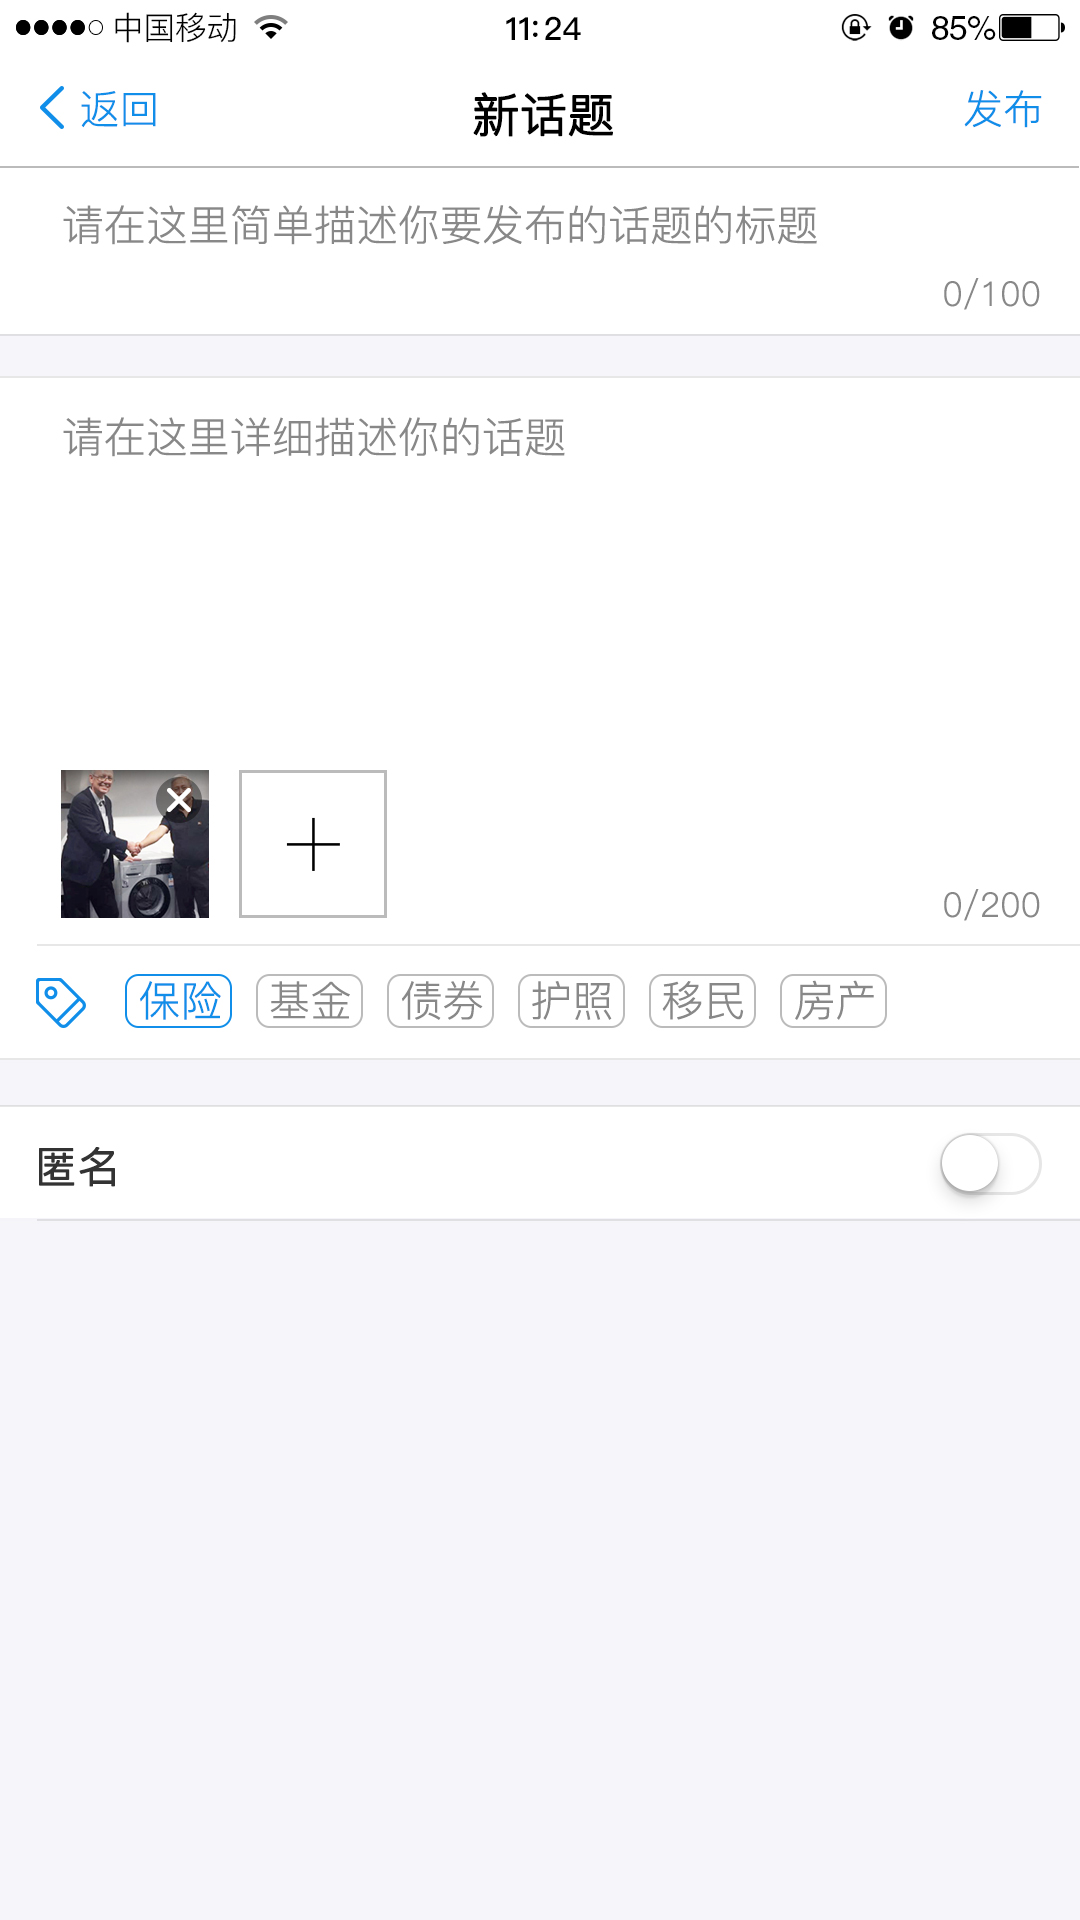 中国移动 11:24 85%
返回 新话题 发布
请在这里简单描述你要发布的话题的标题
0/100
请在这里详细描述你的话题
0/200
保险 基金 债券 护照 移民 房产
匿名